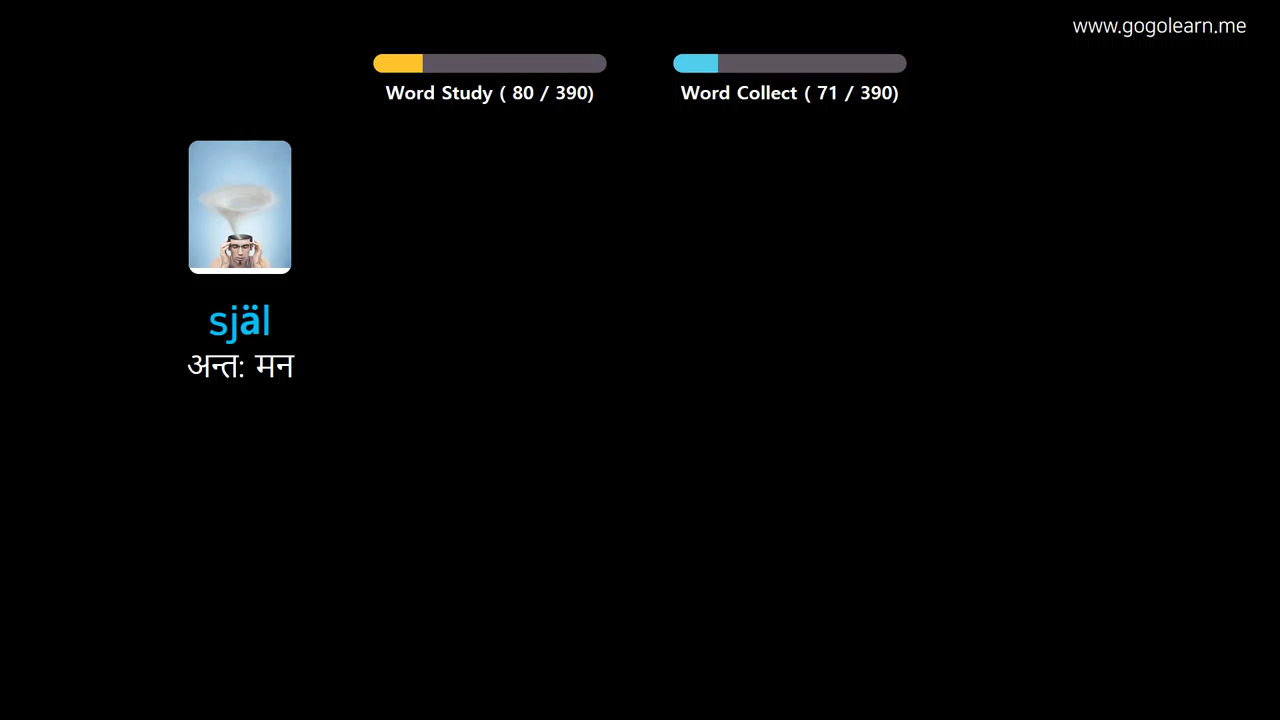 www.gogolearn.me
Word Study ( 80 / 390)
Word Collect ( 71 / 390)
själ
अन्त: मन